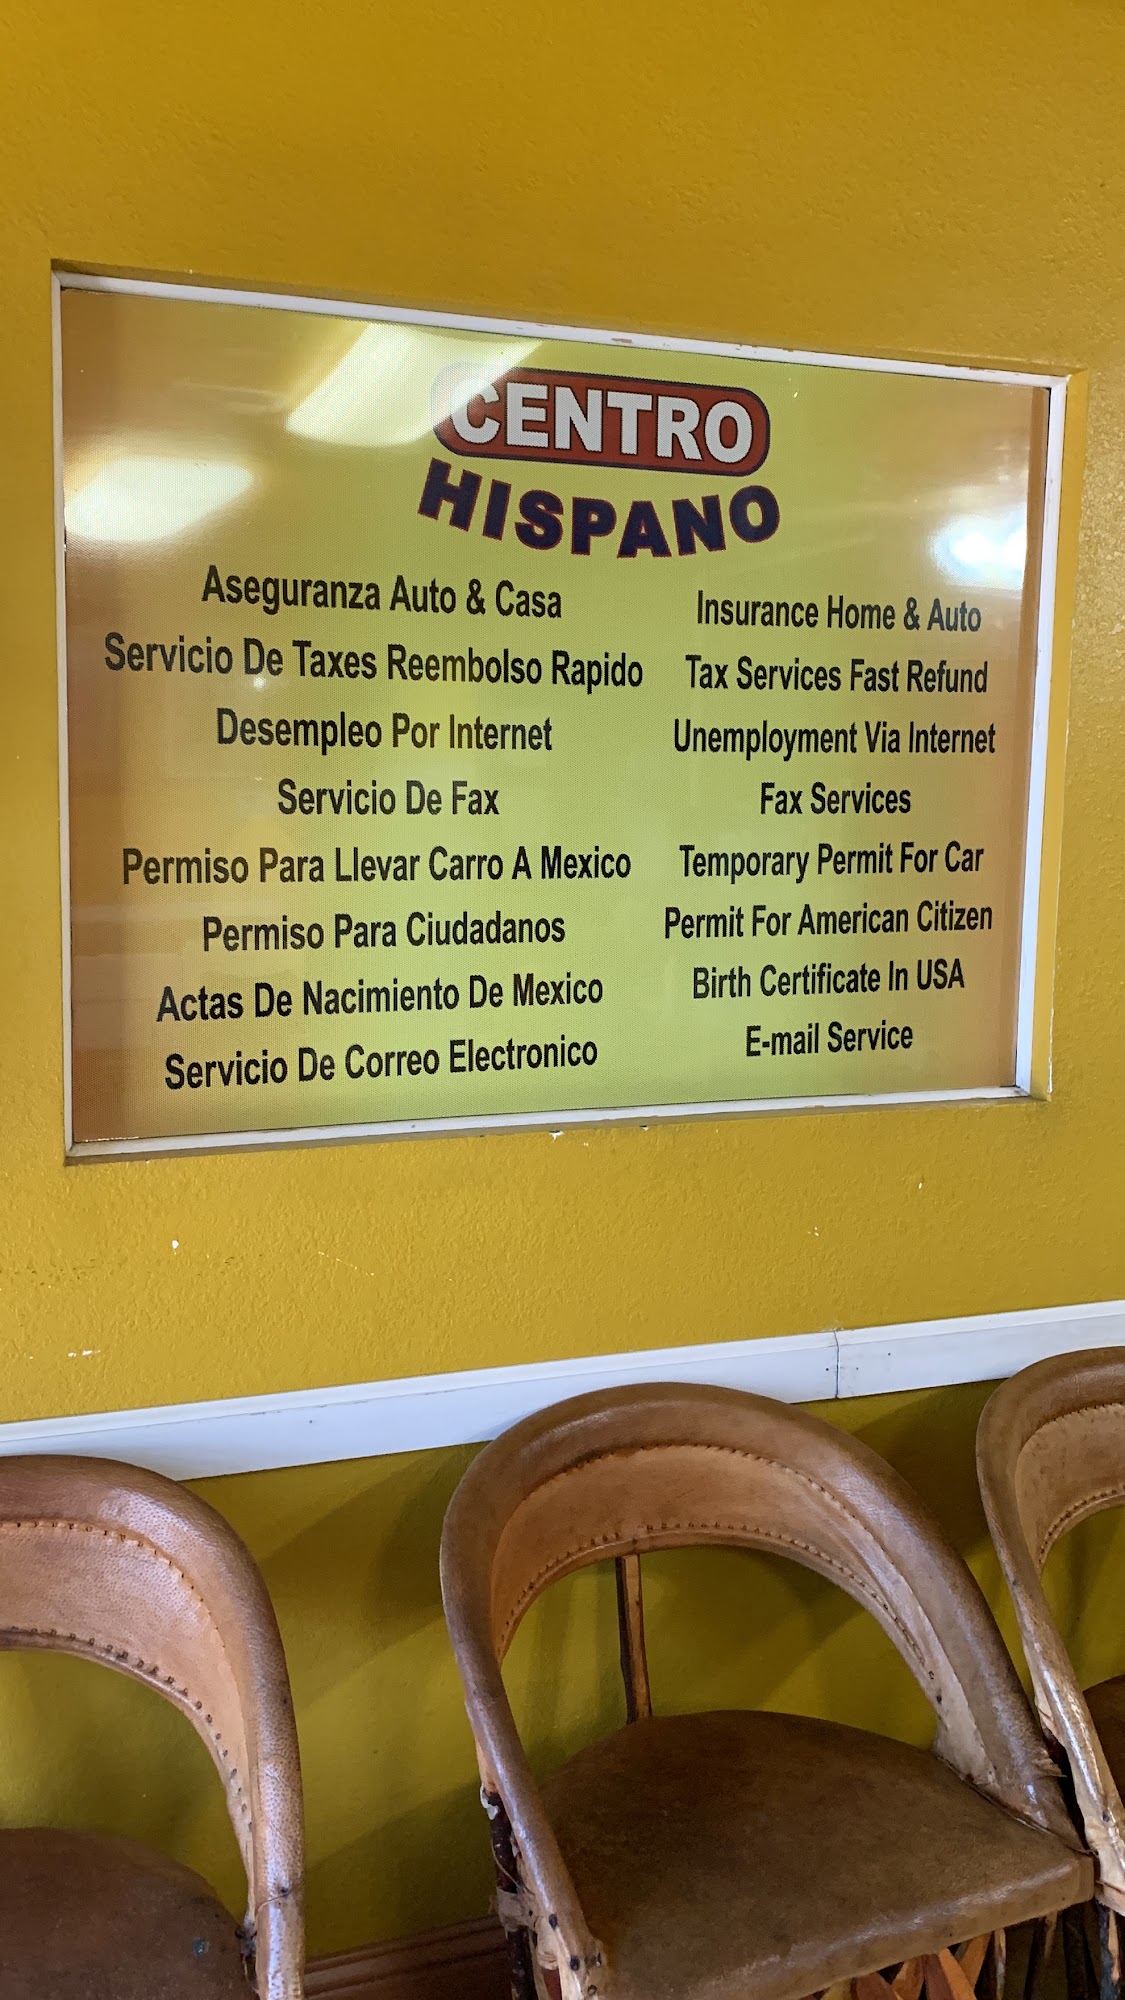 CENTRO
HISPANO
Aseguranza Auto & Casa
Servicio De Taxes Reembolso Rapido
Desempleo Por Internet
Servicio De Fax
Permiso Para Llevar Carro A Mexico
Permiso Para Ciudadanos
Actas De Nacimiento De Mexico
Servicio De Correo Electronico
Insurance Home & Auto
Tax Services Fast Refund
Unemployment Via Internet
Fax Services
Temporary Permit For Car
Permit For American Citizen
Birth Certificate In USA
E-mail Service